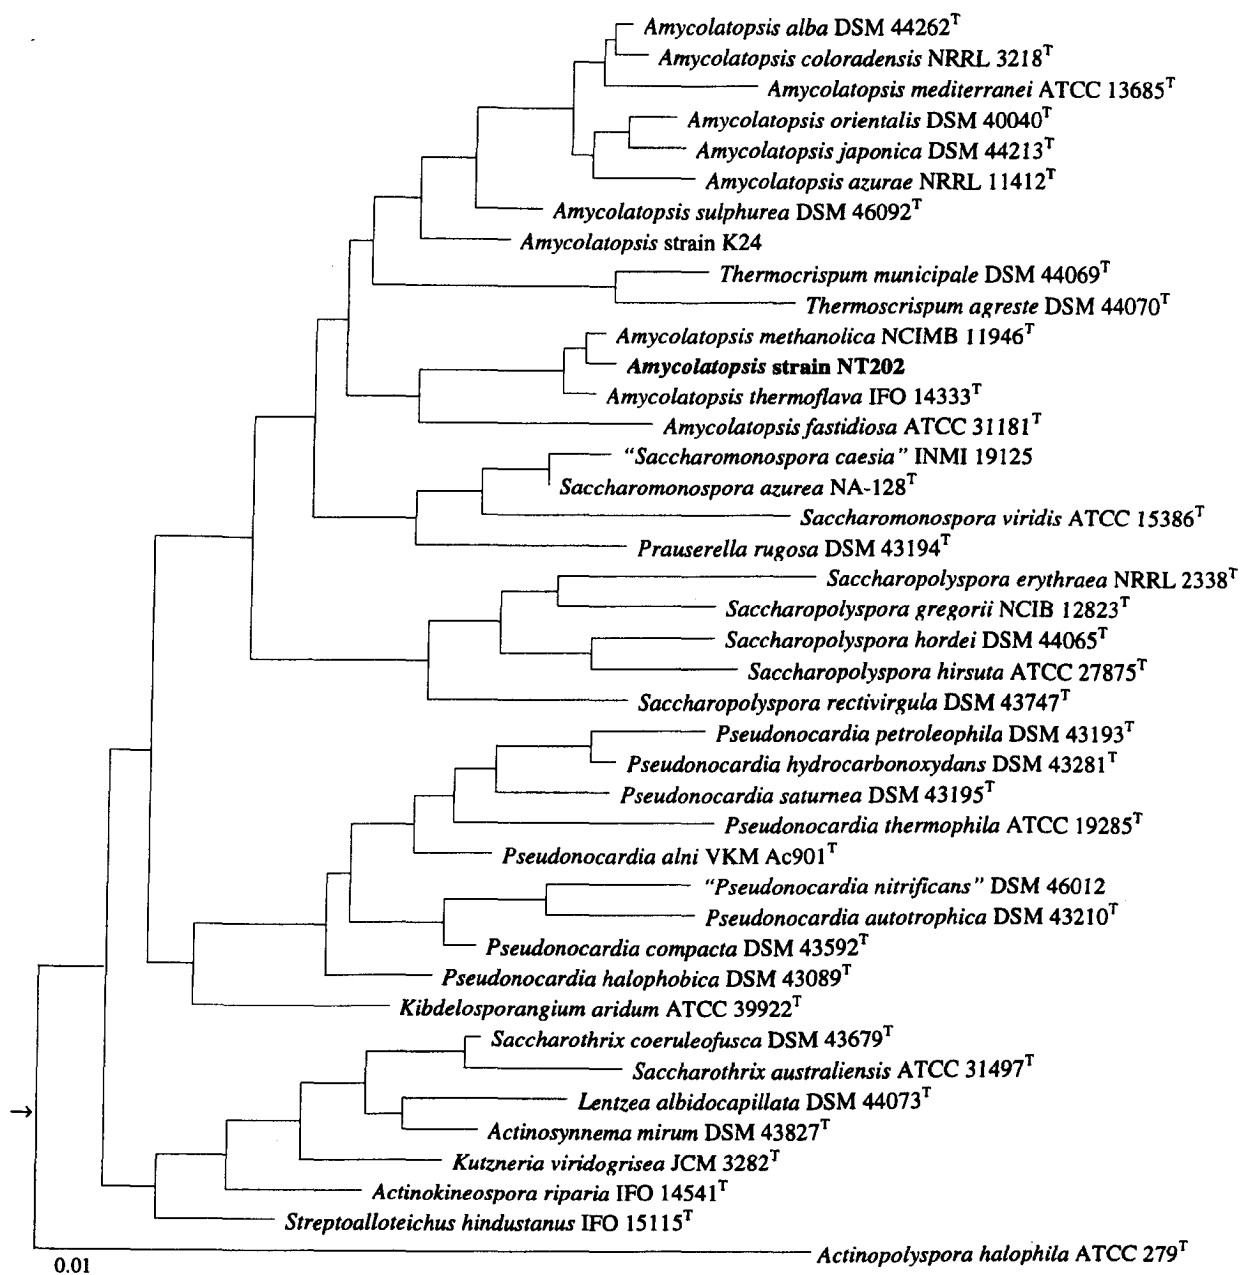 Amycolatopsis alba DSM 44262ᵀ
Amycolatopsis coloradensis NRRL 3218ᵀ
Amycolatopsis mediterranei ATCC 13685ᵀ
Amycolatopsis orientalis DSM 40040ᵀ
Amycolatopsis japonica DSM 44213ᵀ
Amycolatopsis azurae NRRL 11412ᵀ
Amycolatopsis sulphurea DSM 46092ᵀ
Amycolatopsis strain K24
Thermocrispum municipale DSM 44069ᵀ
Thermoscrispum agreste DSM 44070ᵀ
Amycolatopsis methanolica NCIMB 11946ᵀ
Amycolatopsis strain NT202
Amycolatopsis thermoflava IFO 14333ᵀ
Amycolatopsis fastidiosa ATCC 31181ᵀ
"Saccharomonospora caesia" INMI 19125
Saccharomonospora azurea NA-128ᵀ
Saccharomonospora viridis ATCC 15386ᵀ
Prauserella rugosa DSM 43194ᵀ
Saccharopolyspora erythraea NRRL 2338ᵀ
Saccharopolyspora gregorii NCIB 12823ᵀ
Saccharopolyspora hordei DSM 44065ᵀ
Saccharopolyspora hirsuta ATCC 27875ᵀ
Saccharopolyspora rectivirgula DSM 43747ᵀ
Pseudonocardia petroleophila DSM 43193ᵀ
Pseudonocardia hydrocarbonoxydans DSM 43281ᵀ
Pseudonocardia saturnea DSM 43195ᵀ
Pseudonocardia thermophila ATCC 19285ᵀ
Pseudonocardia alni VKM Ac901ᵀ
"Pseudonocardia nitrificans" DSM 46012
Pseudonocardia autotrophica DSM 43210ᵀ
Pseudonocardia compacta DSM 43592ᵀ
Pseudonocardia halophobica DSM 43089ᵀ
Kibdelosporangium aridum ATCC 39922ᵀ
Saccharothrix coeruleofusca DSM 43679ᵀ
Saccharothrix australiensis ATCC 31497ᵀ
Lentzea albidocapillata DSM 44073ᵀ
→
Actinosynnema mirum DSM 43827ᵀ
Kutzneria viridogrisea JCM 3282ᵀ
Actinokineospora riparia IFO 14541ᵀ
Streptoalloteichus hindustanus IFO 15115ᵀ
Actinopolyspora halophila ATCC 279ᵀ
0.01